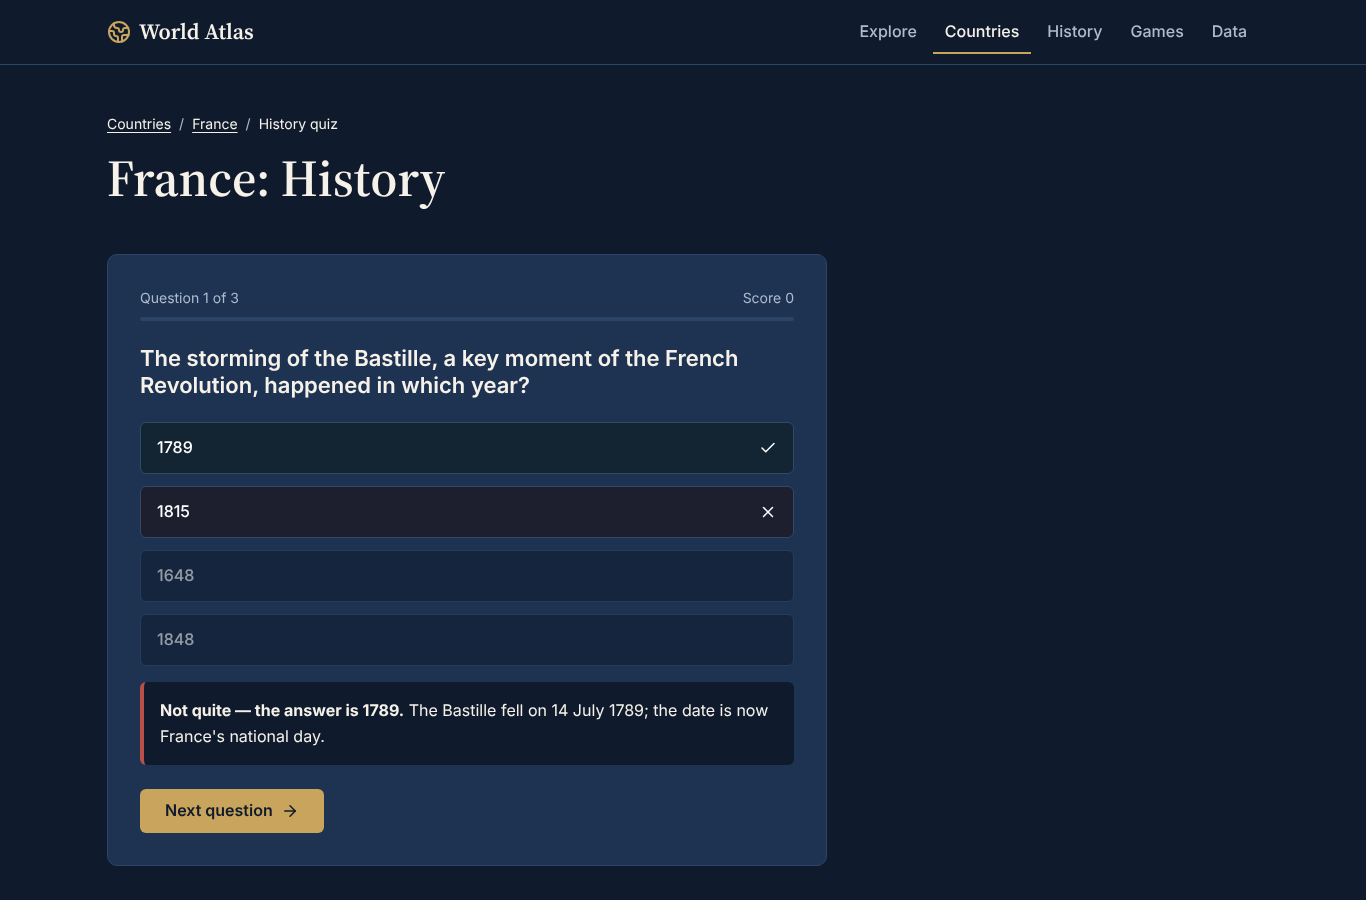 World Atlas
Explore Countries History Games Data
Countries / France / History quiz
France: History
Question 1 of 3 Score 0
The storming of the Bastille, a key moment of the French
Revolution, happened in which year?
1789
1815
1648
1848
Not quite — the answer is 1789. The Bastille fell on 14 July 1789; the date is now
France's national day.
Next question →